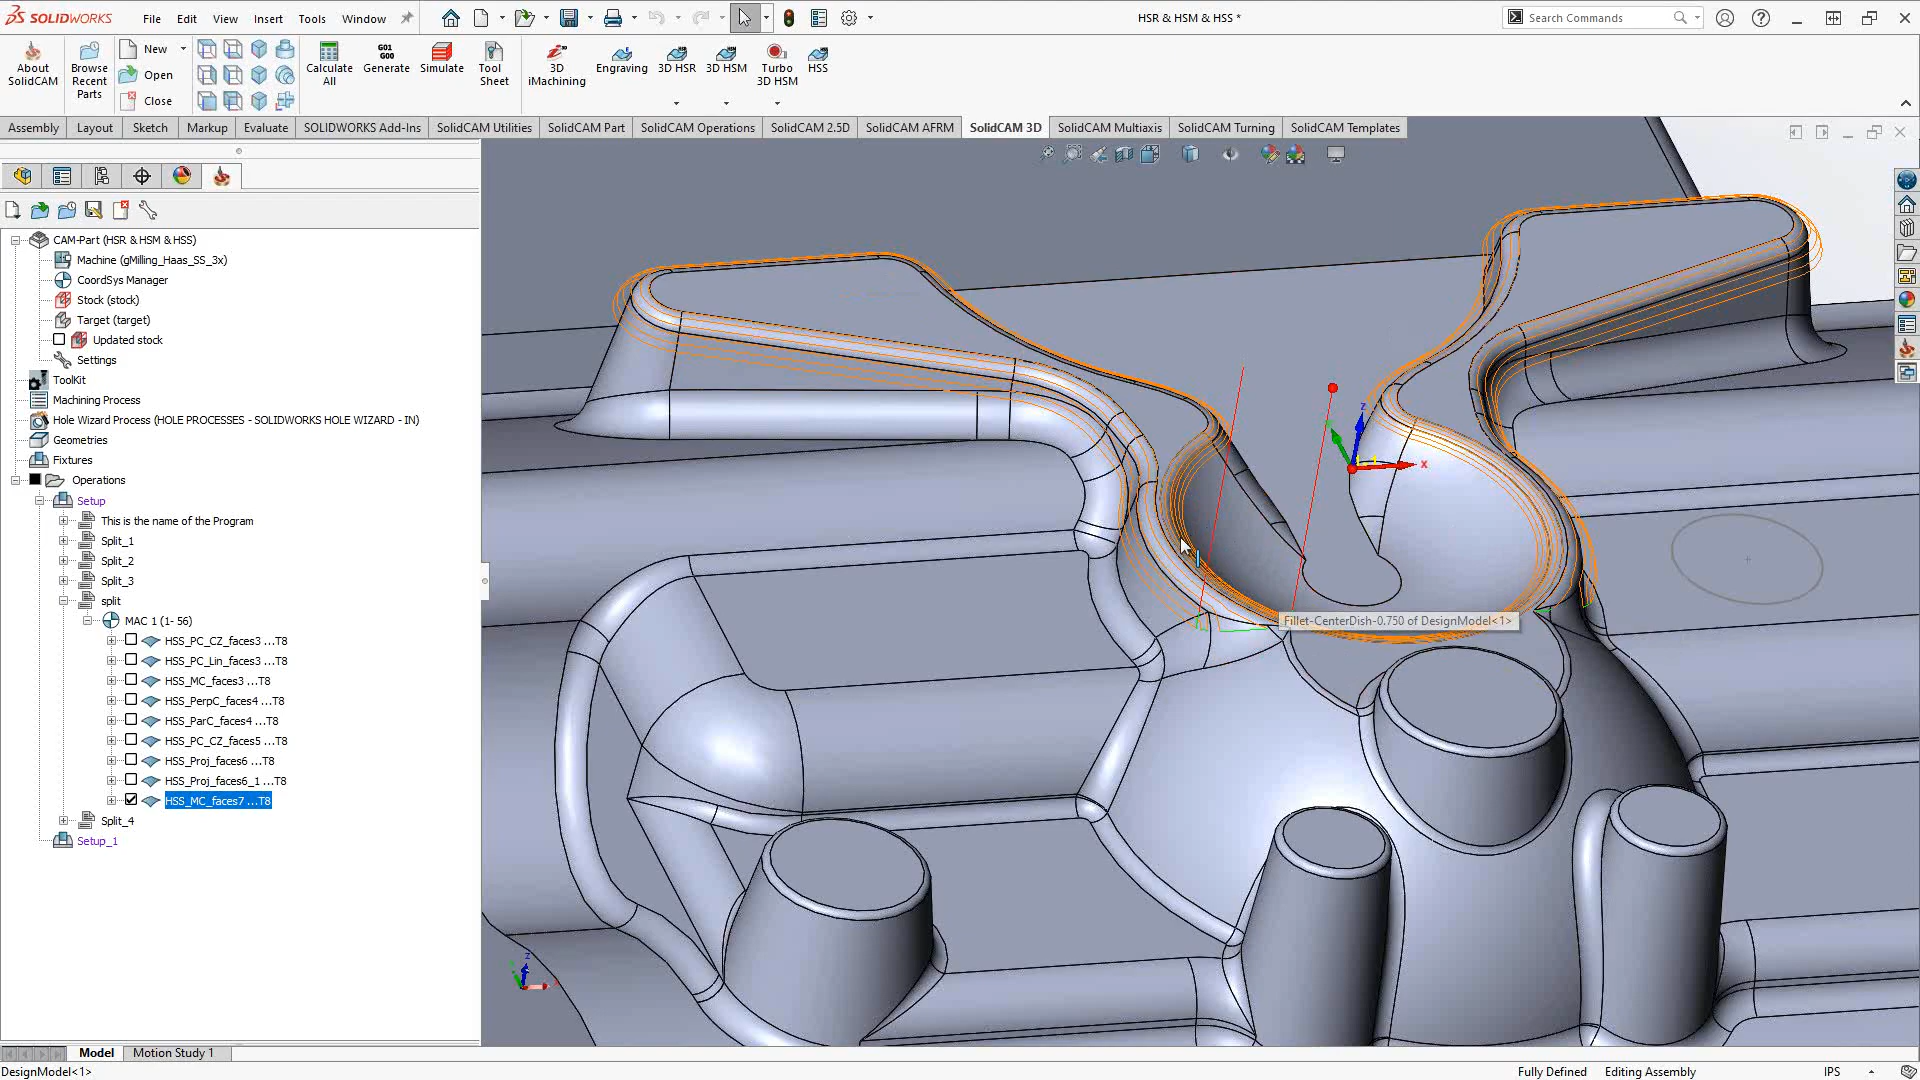 SOLIDWORKS
File Edit View Insert Tools Window
HSR & HSM & HSS *
Search Commands
About SolidCAM
Browse Recent Parts
New
Open
Close
Calculate All
G01 G00
Generate
Simulate
Tool Sheet
3D iMachining
Engraving
3D HSR
3D HSM
Turbo 3D HSM
HSS
Assembly Layout Sketch Markup Evaluate SOLIDWORKS Add-Ins SolidCAM Utilities SolidCAM Part SolidCAM Operations SolidCAM 2.5D SolidCAM AFRM SolidCAM 3D SolidCAM Multiaxis SolidCAM Turning SolidCAM Templates
CAM-Part (HSR & HSM & HSS)
Machine (gMilling_Haas_SS_3x)
CoordSys Manager
Stock (stock)
Target (target)
Updated stock
Settings
ToolKit
Machining Process
Hole Wizard Process (HOLE PROCESSES - SOLIDWORKS HOLE WIZARD - IN)
Geometries
Fixtures
Operations
Setup
This is the name of the Program
Split_1
Split_2
Split_3
split
MAC 1 (1- 56)
HSS_PC_CZ_faces3 ...T8
HSS_PC_Lin_faces3 ...T8
HSS_MC_faces3 ...T8
HSS_PerpC_faces4 ...T8
HSS_ParC_faces4 ...T8
HSS_PC_CZ_faces5 ...T8
HSS_Proj_faces6 ...T8
HSS_Proj_faces6_1 ...T8
HSS_MC_faces7 ...T8
Split_4
Setup_1
Z
X
Fillet-CenterDish-0.750 of DesignModel<1>
Z
Model Motion Study 1
DesignModel<1>
Fully Defined Editing Assembly IPS